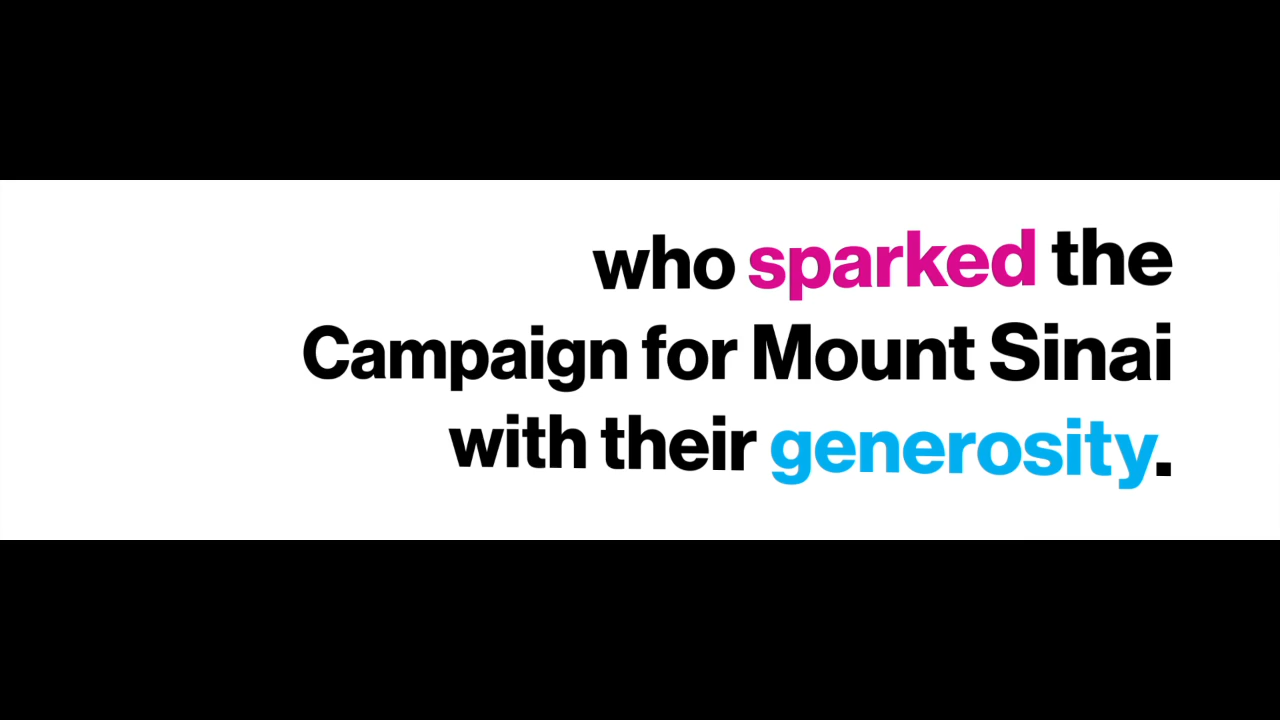 who sparked the
Campaign for Mount Sinai
with their generosity.